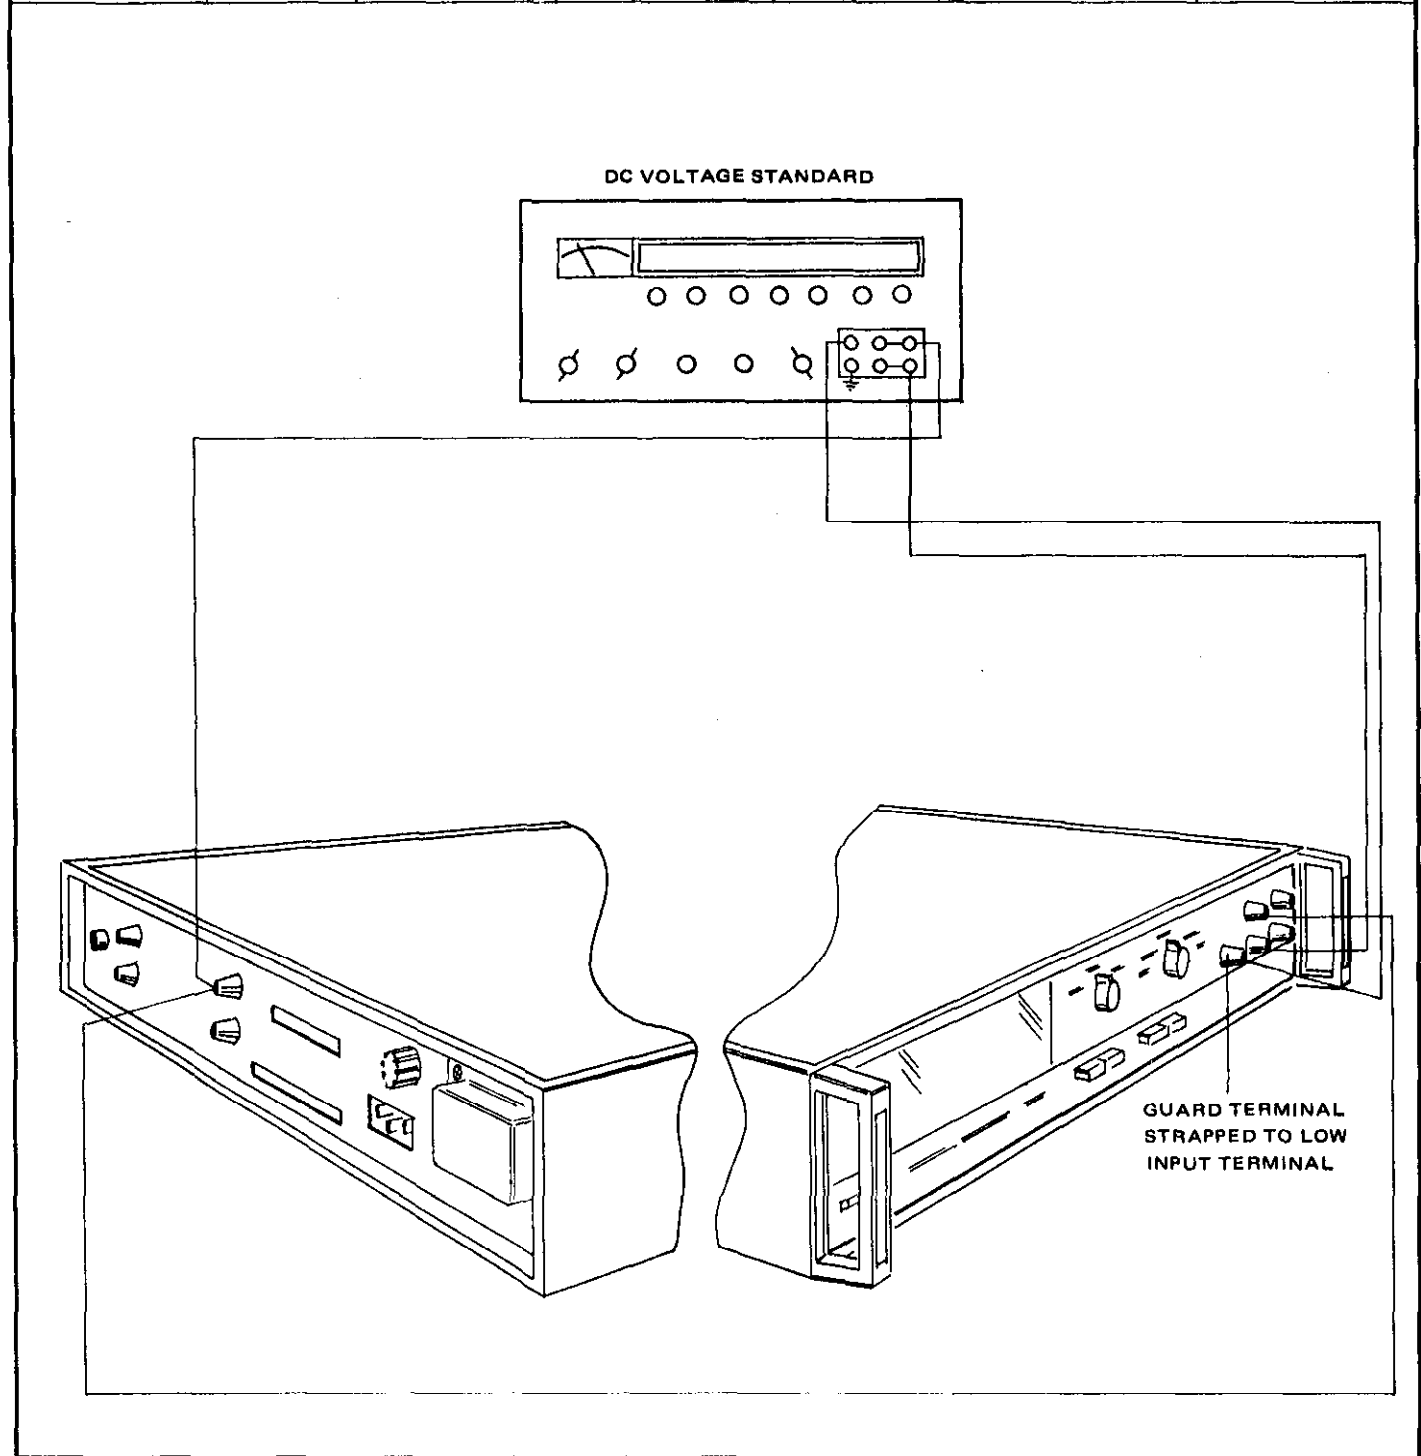 DC VOLTAGE STANDARD
GUARD TERMINAL
STRAPPED TO LOW
INPUT TERMINAL